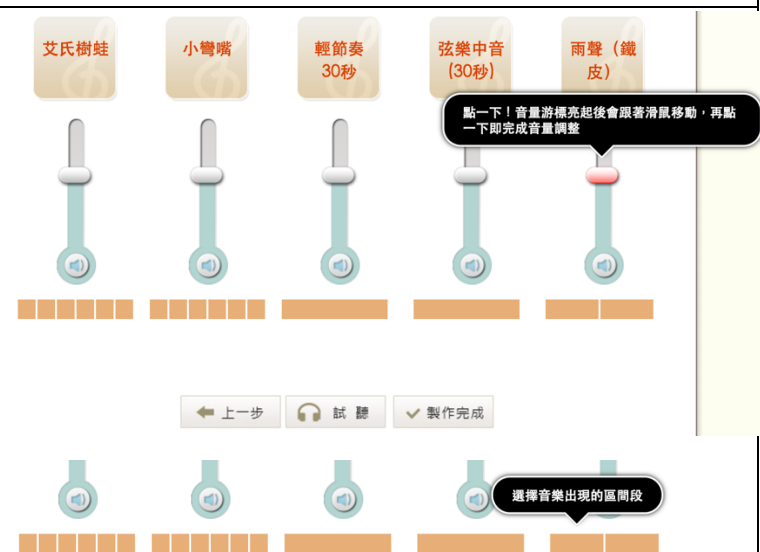 艾氏樹蛙
小彎嘴
輕節奏
30秒
弦樂中音
(30秒)
雨聲（鐵
皮）
點一下！音量游標亮起後會跟著滑鼠移動，再點
一下即完成音量調整
上一步
試 聽
製作完成
選擇音樂出現的區間段